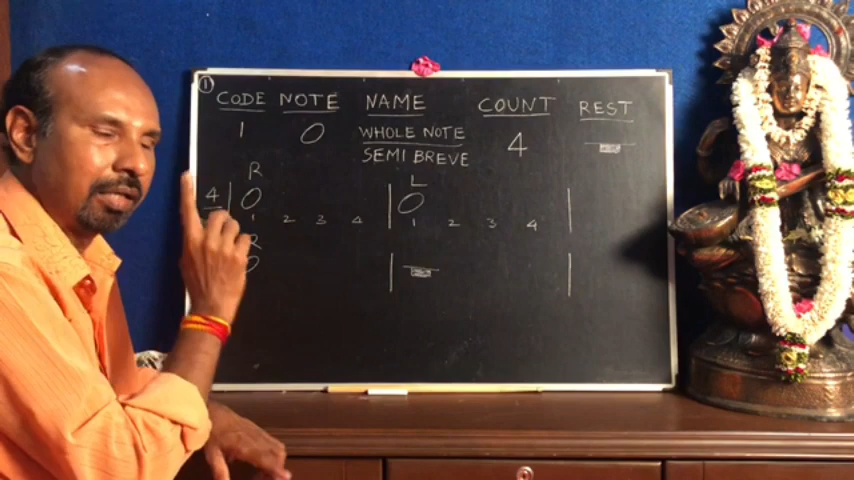 1
CODE NOTE NAME COUNT REST
1 O WHOLE NOTE 4
SEMI BREVE
R L
4 O O
1 2 3 4 1 2 3 4
R
O